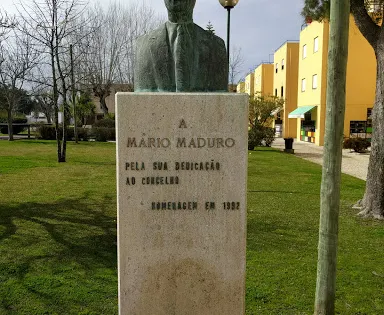 A
MÁRIO MADURO
PELA SUA DEDICAÇÃO
AO CONCELHO
HOMENAGEM EM 1992